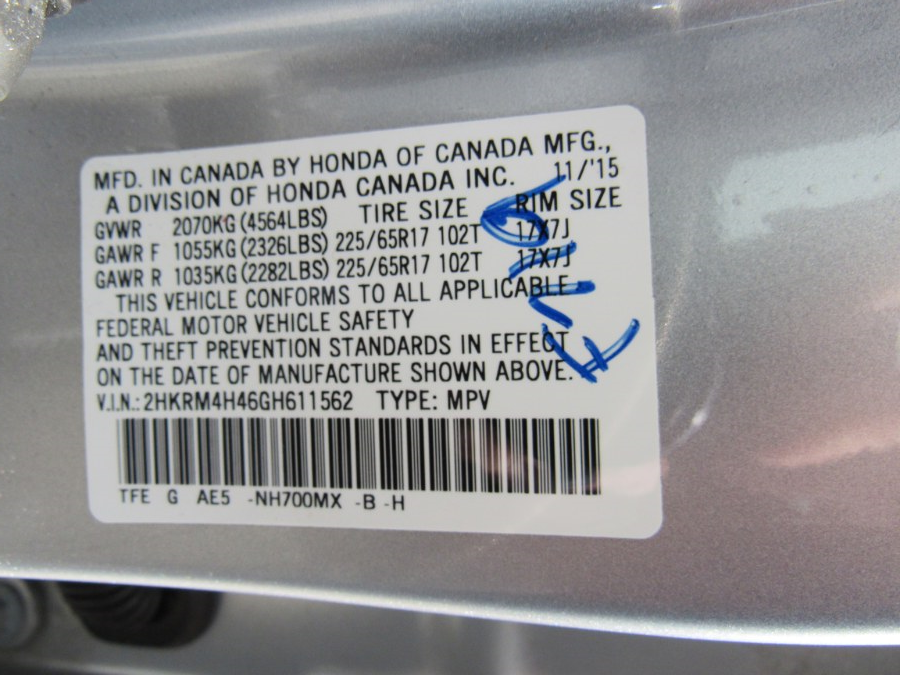 MFD. IN CANADA BY HONDA OF CANADA MFG.,
A DIVISION OF HONDA CANADA INC. 11/'15
GVWR 2070KG(4564LBS) TIRE SIZE RIM SIZE
GAWR F 1055KG(2326LBS) 225/65R17 102T 17X7J
GAWR R 1035KG(2282LBS) 225/65R17 102T 17X7J
THIS VEHICLE CONFORMS TO ALL APPLICABLE
FEDERAL MOTOR VEHICLE SAFETY
AND THEFT PREVENTION STANDARDS IN EFFECT
ON THE DATE OF MANUFACTURE SHOWN ABOVE.
V.I.N.:2HKRM4H46GH611562 TYPE: MPV
TFE G AE5 -NH700MX -B -H